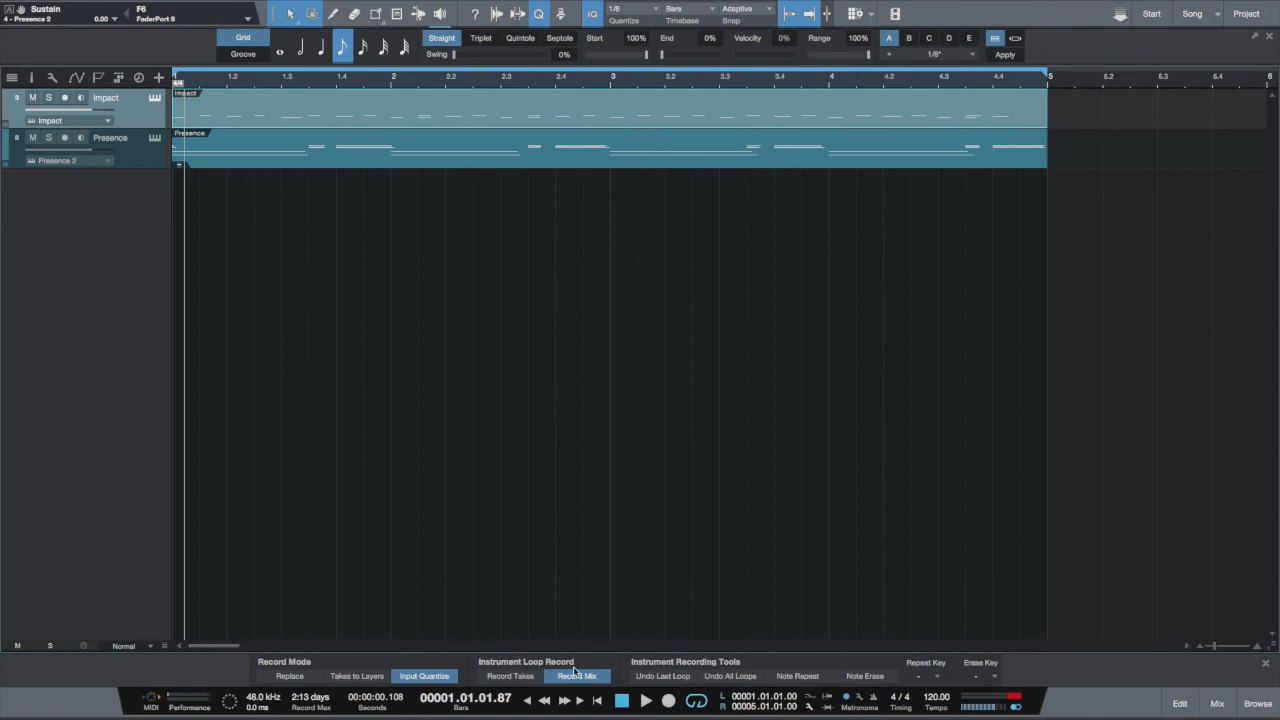 Sustain
4 - Presence 2
0.00
F6
FaderPort 8
IQ
1/8
Quantize
Bars
Timebase
Adaptive
Snap
Start
Song
Project
Grid
Groove
Straight
Triplet
Quintole
Septole
Swing
0%
Start
100%
End
0%
Velocity
0%
Range
100%
A
B
C
D
E
1/8*
Apply
1.2
1.3
1.4
2
2.2
2.3
2.4
3
3.2
3.3
3.4
4
4.2
4.3
4.4
5
5.2
5.3
5.4
6
4/4
3
M
S
Impact
Impact
Impact
8
M
S
Presence
Presence 2
Presence
M
S
Normal
Record Mode
Replace
Takes to Layers
Input Quantize
Instrument Loop Record
Record Takes
Record Mix
Instrument Recording Tools
Undo Last Loop
Undo All Loops
Note Repeat
Note Erase
Repeat Key
-
Erase Key
-
MIDI
Performance
48.0 kHz
0.0 ms
2:13 days
Record Max
00:00:00.108
Seconds
00001.01.01.87
Bars
L 00001.01.01.00
R 00005.01.01.00
Metronome
4 / 4
Timing
120.00
Tempo
Edit
Mix
Browse